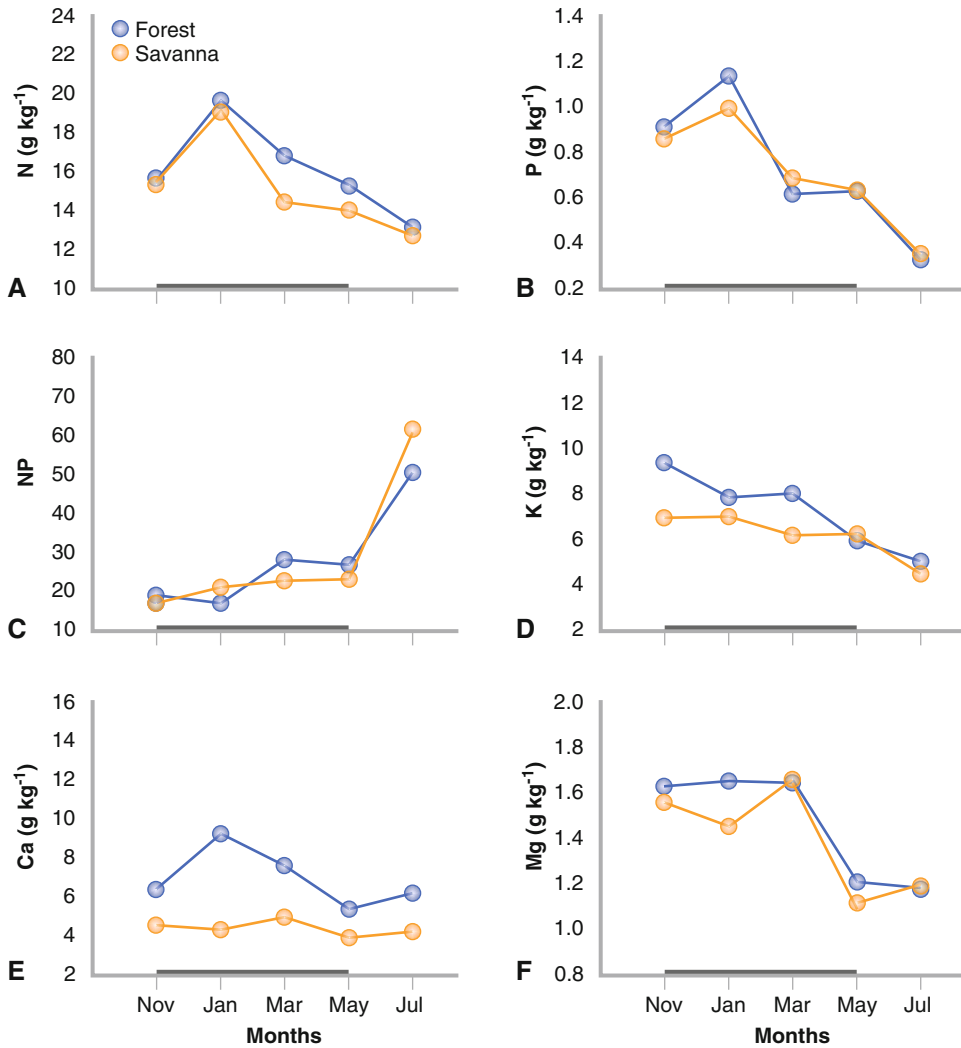 24
22
20
18
16
14
12
10
N (g kg-1)
Forest
Savanna
A
1.4
1.2
1.0
0.8
0.6
0.4
0.2
P (g kg-1)
B
80
70
60
50
40
30
20
10
NP
C
14
12
10
8
6
4
2
K (g kg-1)
D
16
14
12
10
8
6
4
2
Ca (g kg-1)
E
Nov Jan Mar May Jul
Months
2.0
1.8
1.6
1.4
1.2
1.0
0.8
Mg (g kg-1)
F
Nov Jan Mar May Jul
Months